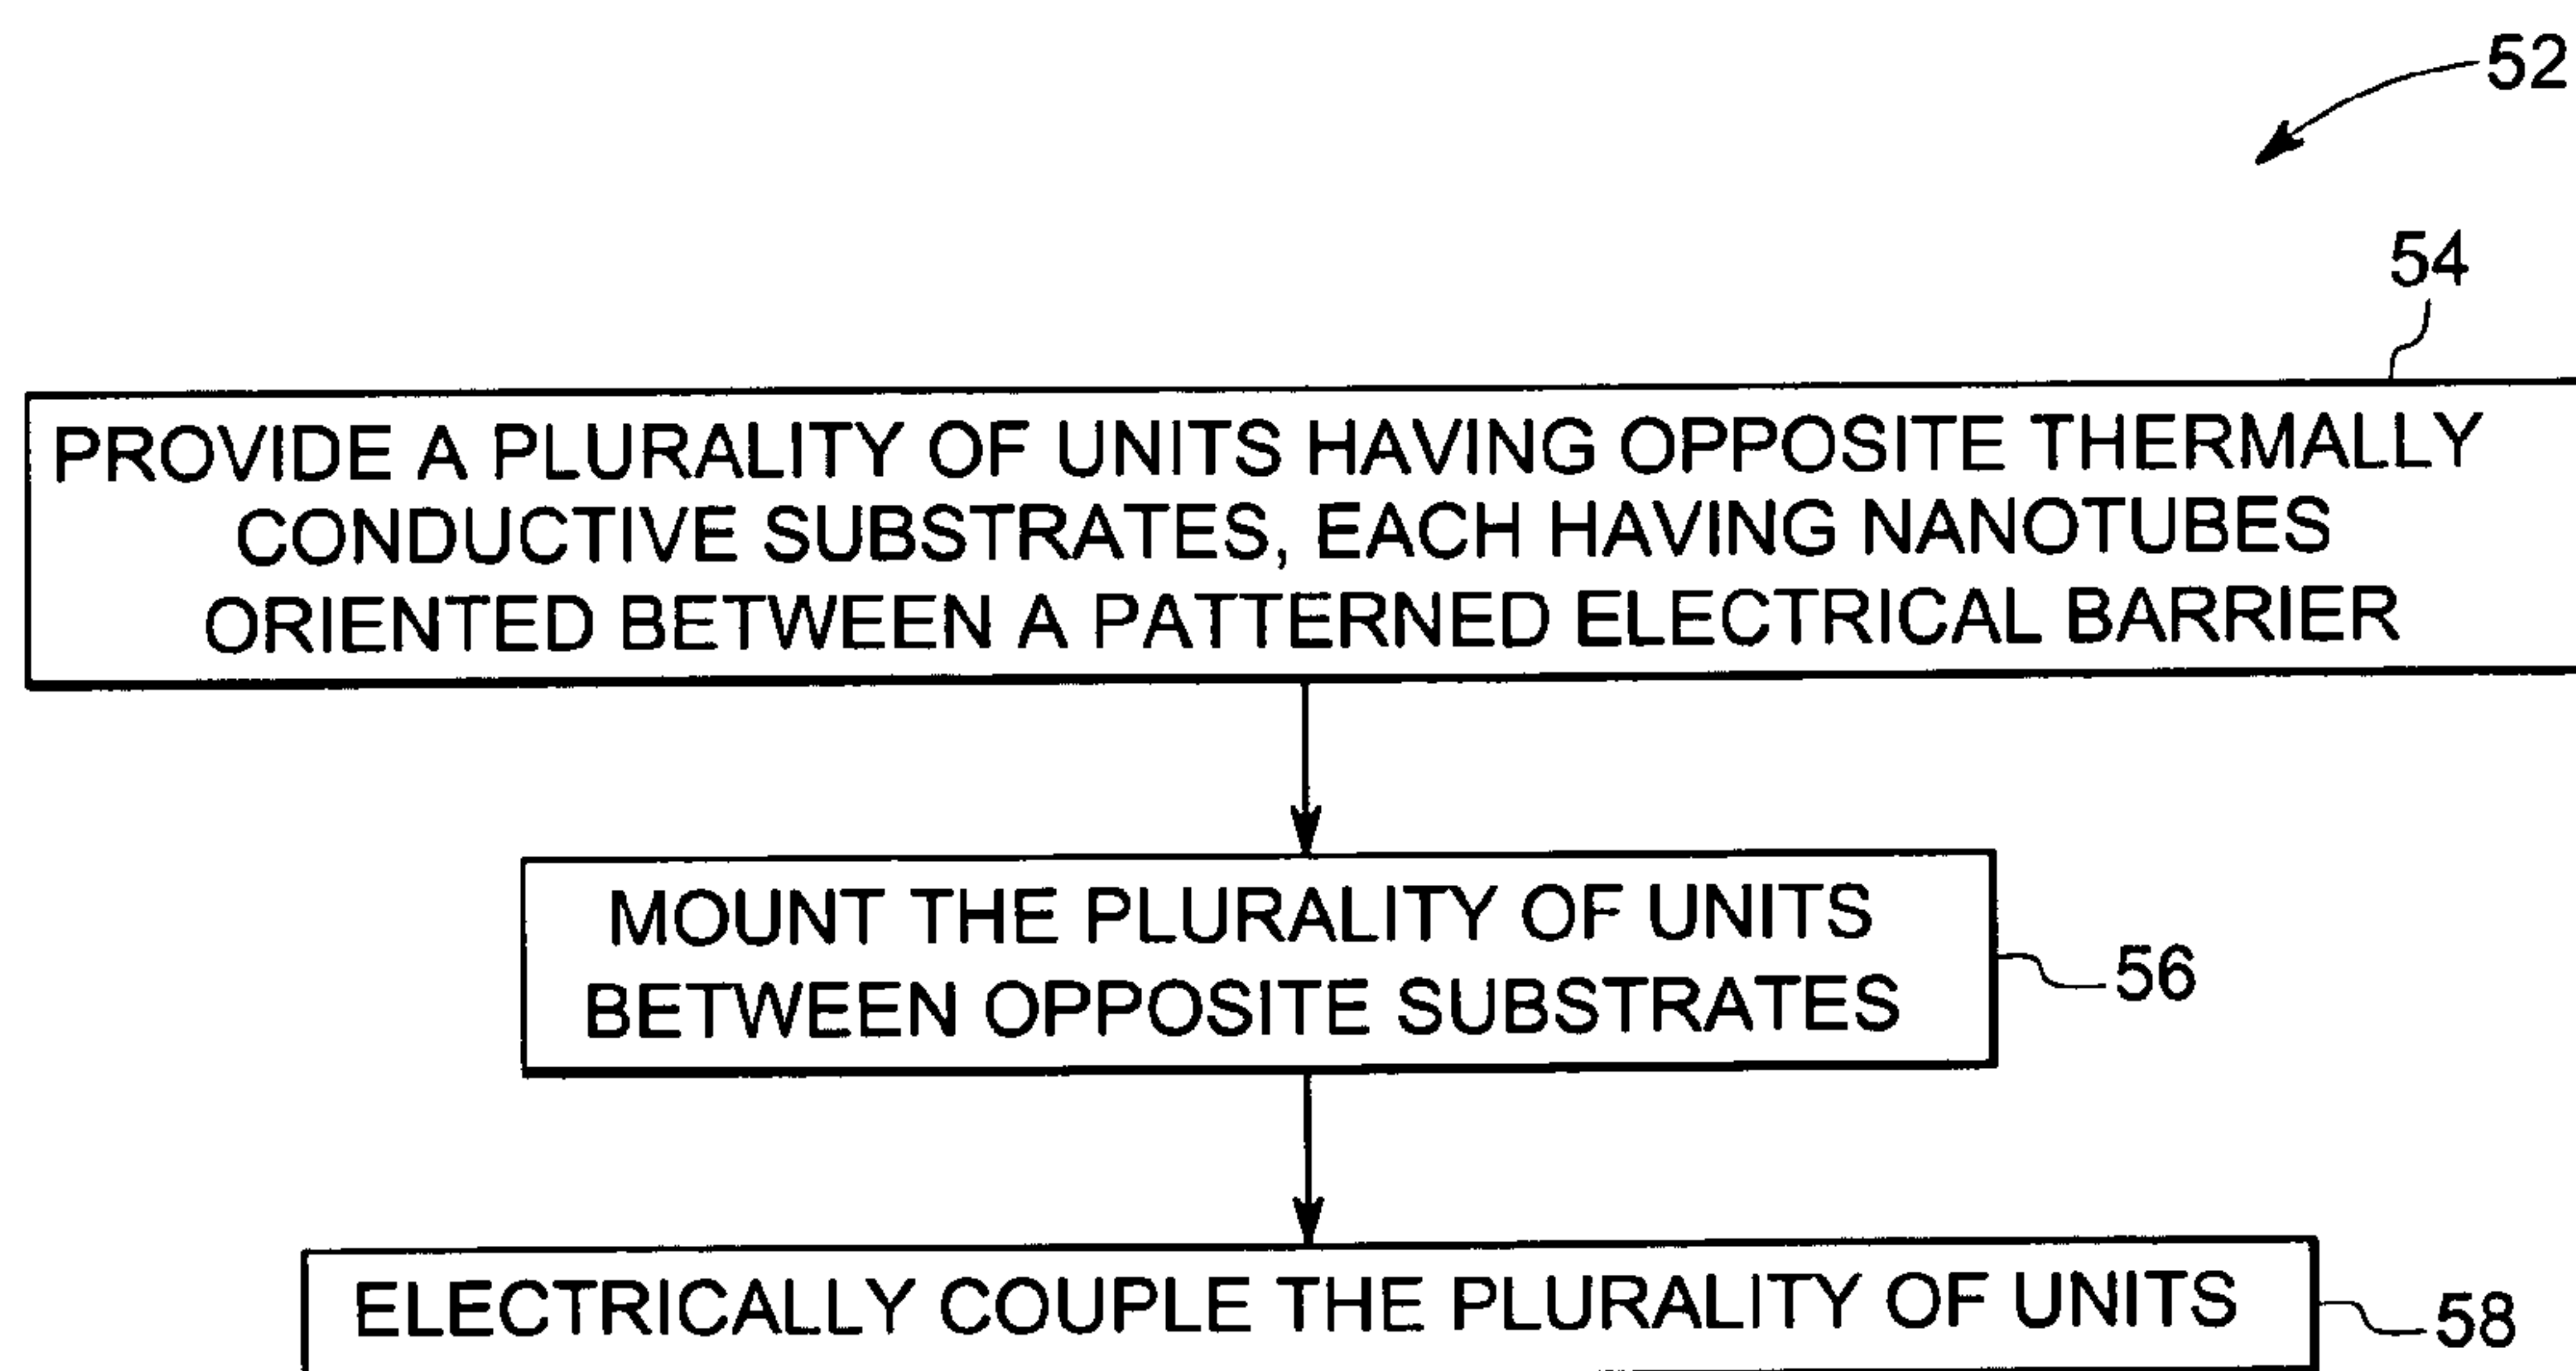 52
54
PROVIDE A PLURALITY OF UNITS HAVING OPPOSITE THERMALLY
CONDUCTIVE SUBSTRATES, EACH HAVING NANOTUBES
ORIENTED BETWEEN A PATTERNED ELECTRICAL BARRIER
MOUNT THE PLURALITY OF UNITS
BETWEEN OPPOSITE SUBSTRATES
56
ELECTRICALLY COUPLE THE PLURALITY OF UNITS
58